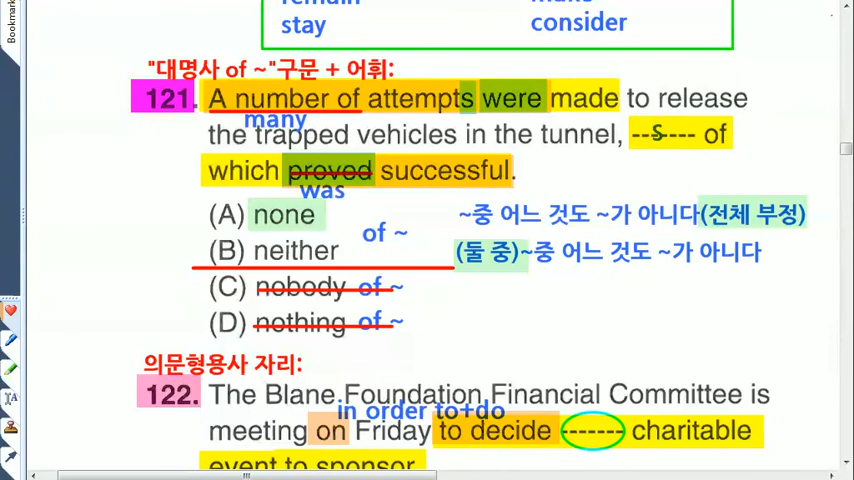 Bookmar
remain
stay
consider
"대명사 of ~"구문 + 어휘:
121. A number of attempts were made to release
many
the trapped vehicles in the tunnel, ---S---- of
which proved successful.
was
(A) none
~중 어느 것도 ~가 아니다(전체 부정)
of ~
(B) neither
(둘 중)~중 어느 것도 ~가 아니다
(C) nobody of ~
(D) nothing of ~
의문형용사 자리:
122. The Blane Foundation Financial Committee is
in order to+do
meeting on Friday to decide ------- charitable
event to sponsor